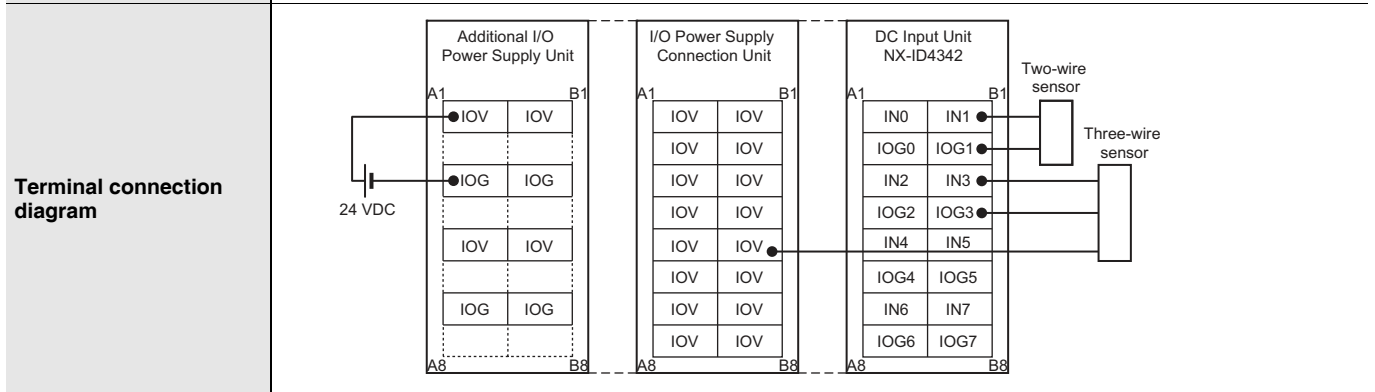 Terminal connection
diagram
Additional I/O
Power Supply Unit
A1 B1
IOV IOV
IOG IOG
IOV IOV
IOG IOG
A8 B8
24 VDC
I/O Power Supply
Connection Unit
A1 B1
IOV IOV
IOV IOV
IOV IOV
IOV IOV
IOV IOV
IOV IOV
IOV IOV
IOV IOV
A8 B8
DC Input Unit
NX-ID4342
A1 B1
IN0 IN1
IOG0 IOG1
IN2 IN3
IOG2 IOG3
IN4 IN5
IOG4 IOG5
IN6 IN7
IOG6 IOG7
A8 B8
Two-wire
sensor
Three-wire
sensor